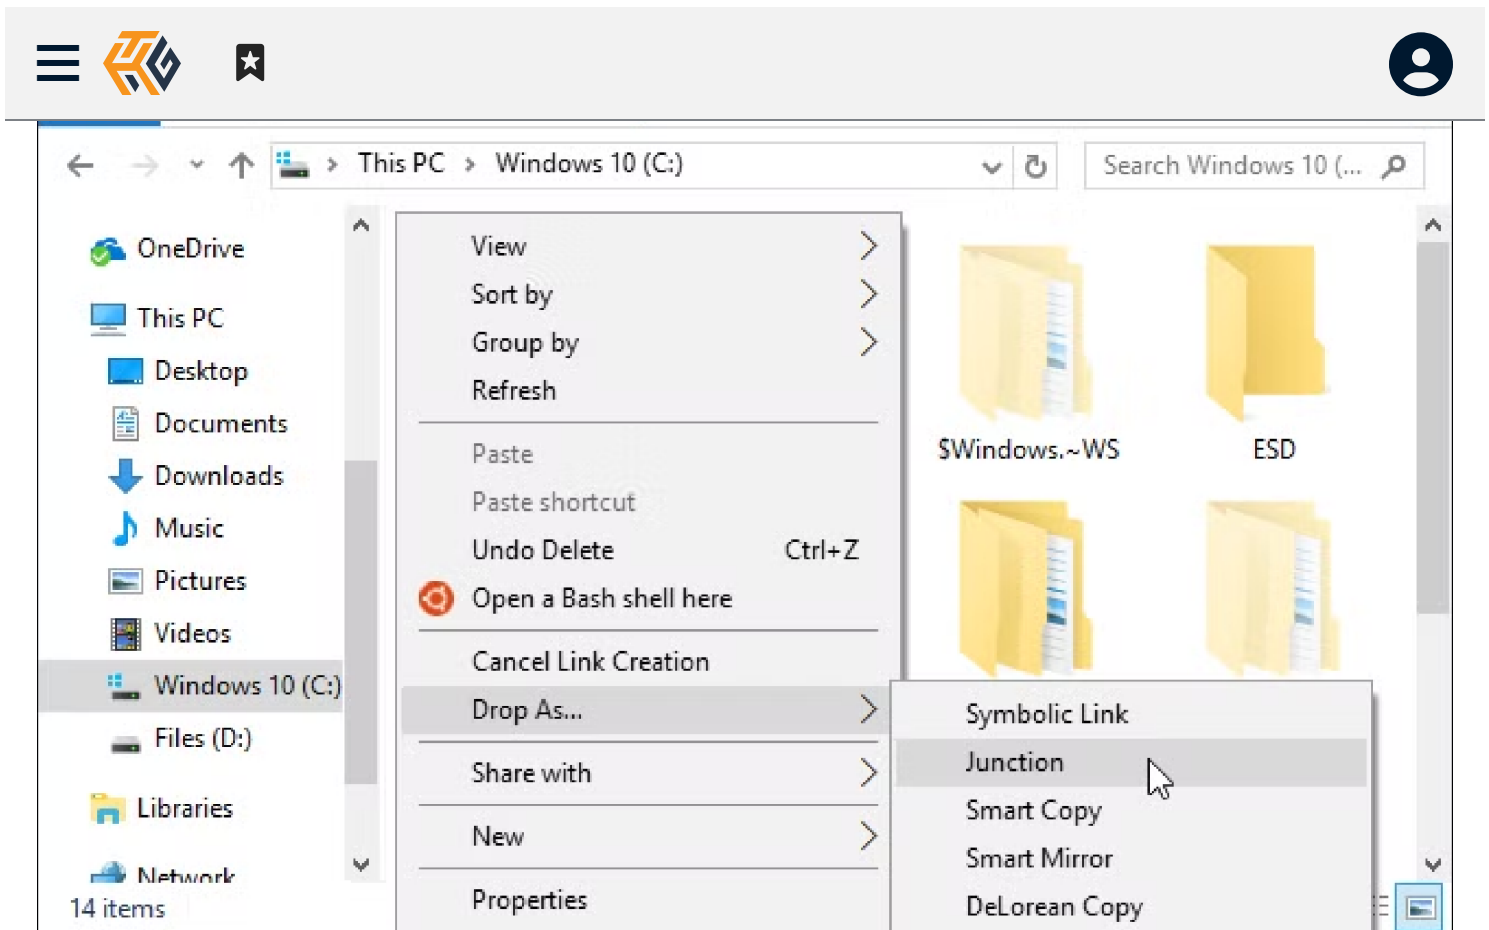 This PC > Windows 10 (C:)
Search Windows 10 (...
OneDrive
This PC
Desktop
Documents
Downloads
Music
Pictures
Videos
Windows 10 (C:)
Files (D:)
Libraries
Network
14 items
View
Sort by
Group by
Refresh
Paste
Paste shortcut
Undo Delete Ctrl+Z
Open a Bash shell here
Cancel Link Creation
Drop As...
Share with
New
Properties
$Windows.~WS
ESD
Symbolic Link
Junction
Smart Copy
Smart Mirror
DeLorean Copy